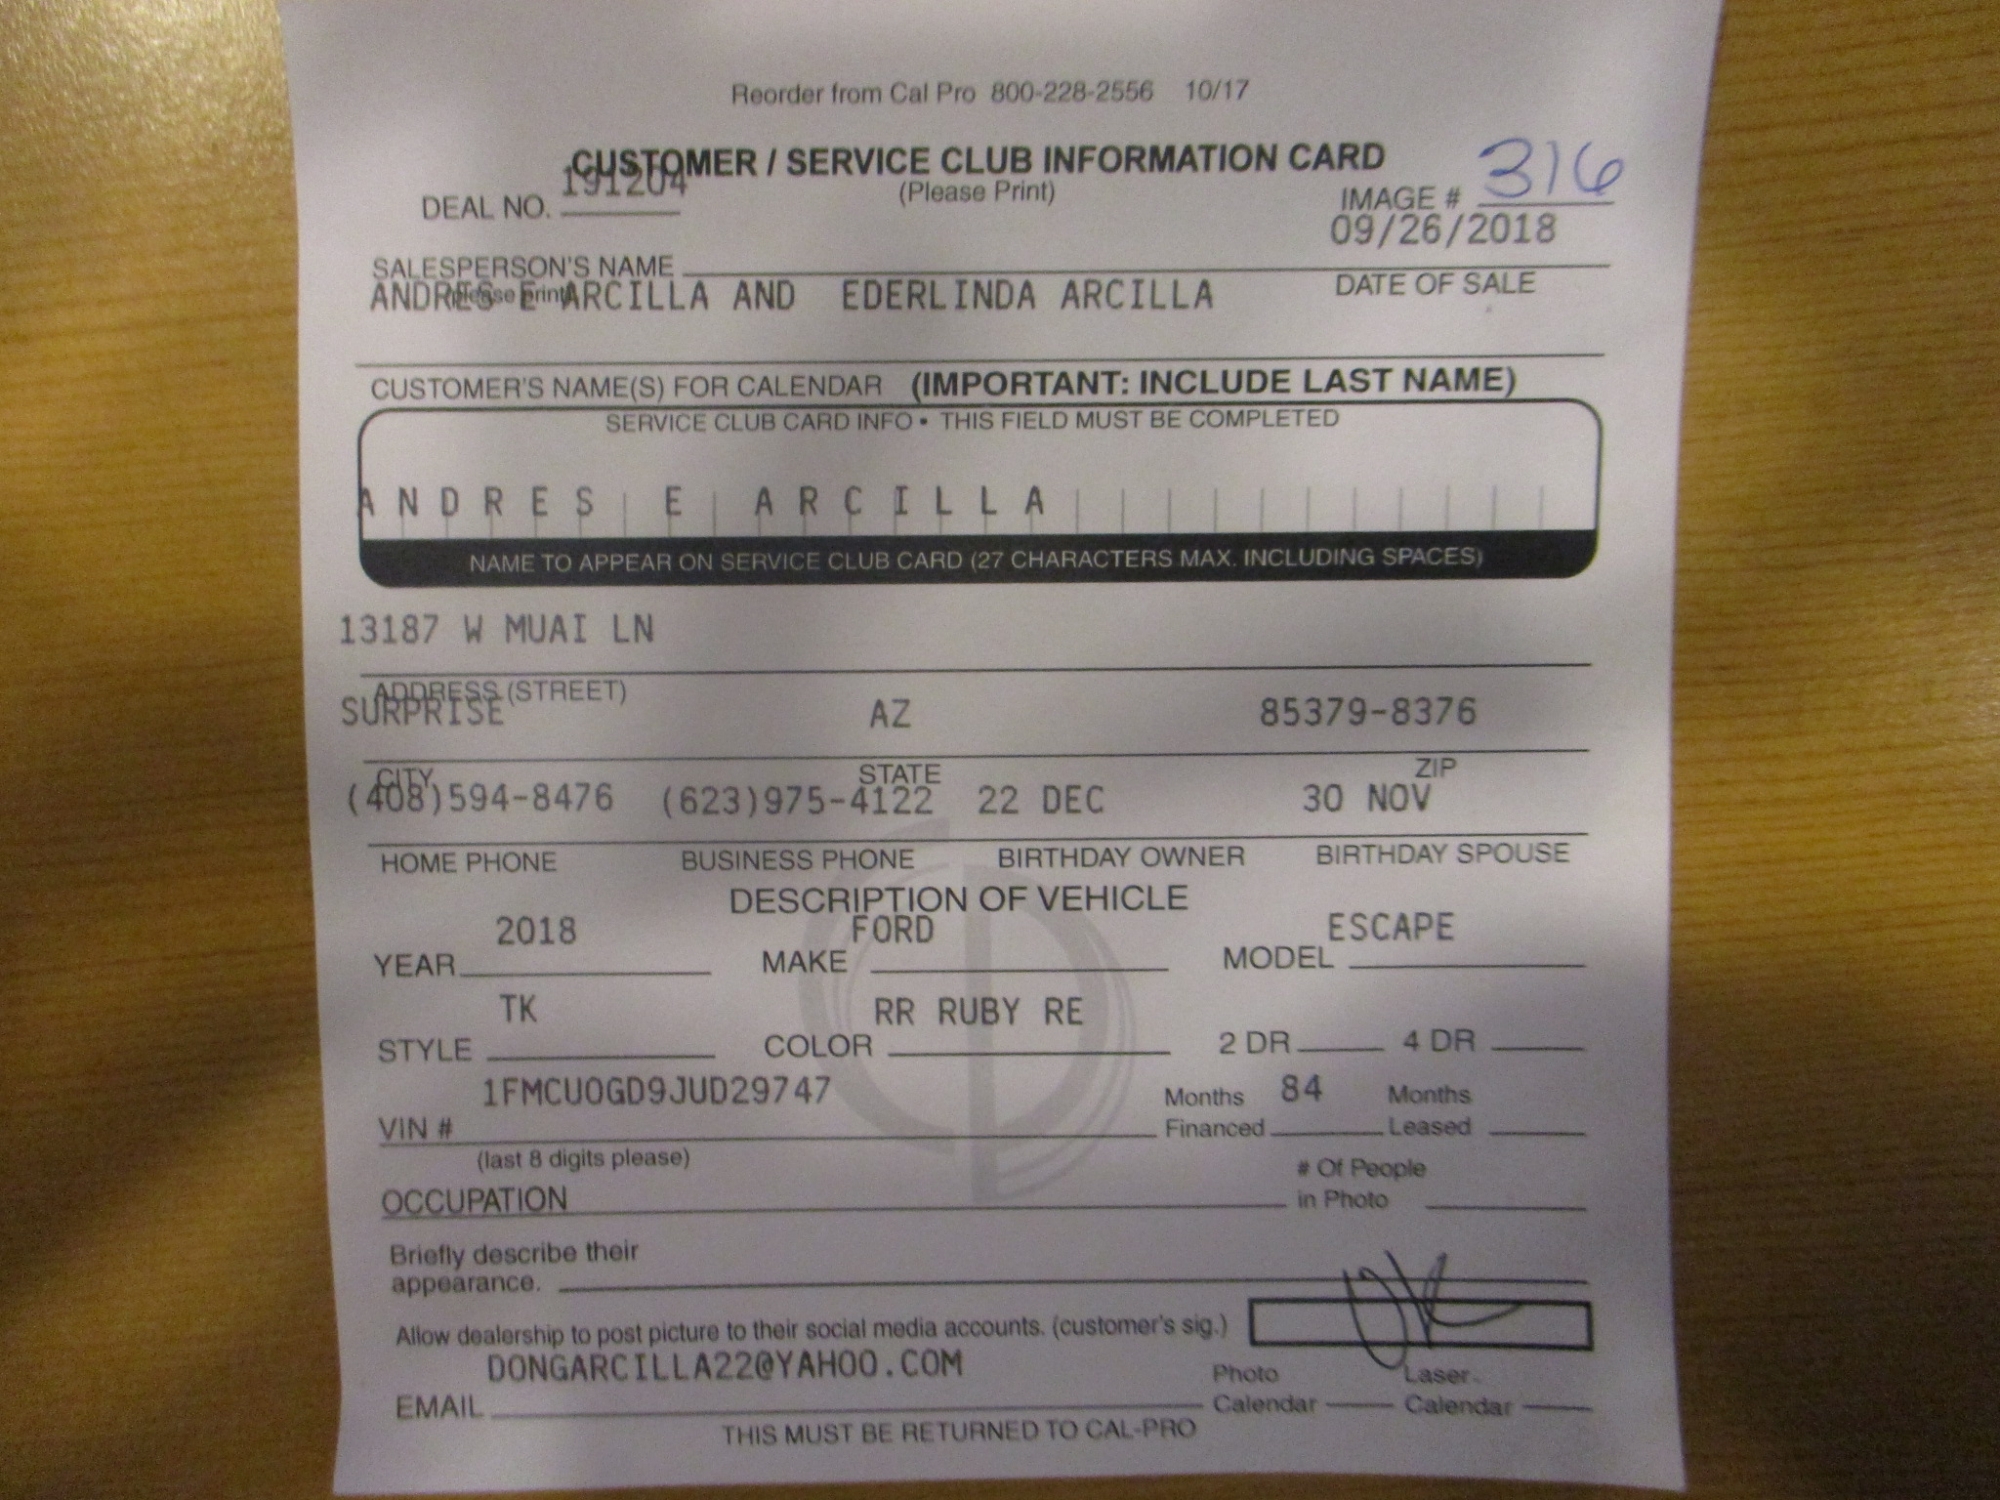 Reorder from Cal Pro 800-228-2556 10/17
CUSTOMER / SERVICE CLUB INFORMATION CARD
(Please Print)
DEAL NO. 191204
IMAGE # 316
09/26/2018
SALESPERSON'S NAME
(please print)
DATE OF SALE
ANDRES E ARCILLA AND EDERLINDA ARCILLA
CUSTOMER'S NAME(S) FOR CALENDAR (IMPORTANT: INCLUDE LAST NAME)
SERVICE CLUB CARD INFO • THIS FIELD MUST BE COMPLETED
ANDRES E ARCILLA
NAME TO APPEAR ON SERVICE CLUB CARD (27 CHARACTERS MAX. INCLUDING SPACES)
13187 W MUAI LN
ADDRESS (STREET)
SURPRISE AZ 85379-8376
CITY STATE ZIP
(408)594-8476 (623)975-4122 22 DEC 30 NOV
HOME PHONE BUSINESS PHONE BIRTHDAY OWNER BIRTHDAY SPOUSE
DESCRIPTION OF VEHICLE
2018 FORD ESCAPE
YEAR MAKE MODEL
TK RR RUBY RE
STYLE COLOR 2 DR 4 DR
1FMCU0GD9JUD29747 Months 84 Months
VIN # Financed Leased
(last 8 digits please)
# Of People
OCCUPATION in Photo
Briefly describe their
appearance.
Allow dealership to post picture to their social media accounts. (customer's sig.)
DONGARCILLA22@YAHOO.COM Photo Laser
EMAIL Calendar Calendar
THIS MUST BE RETURNED TO CAL-PRO